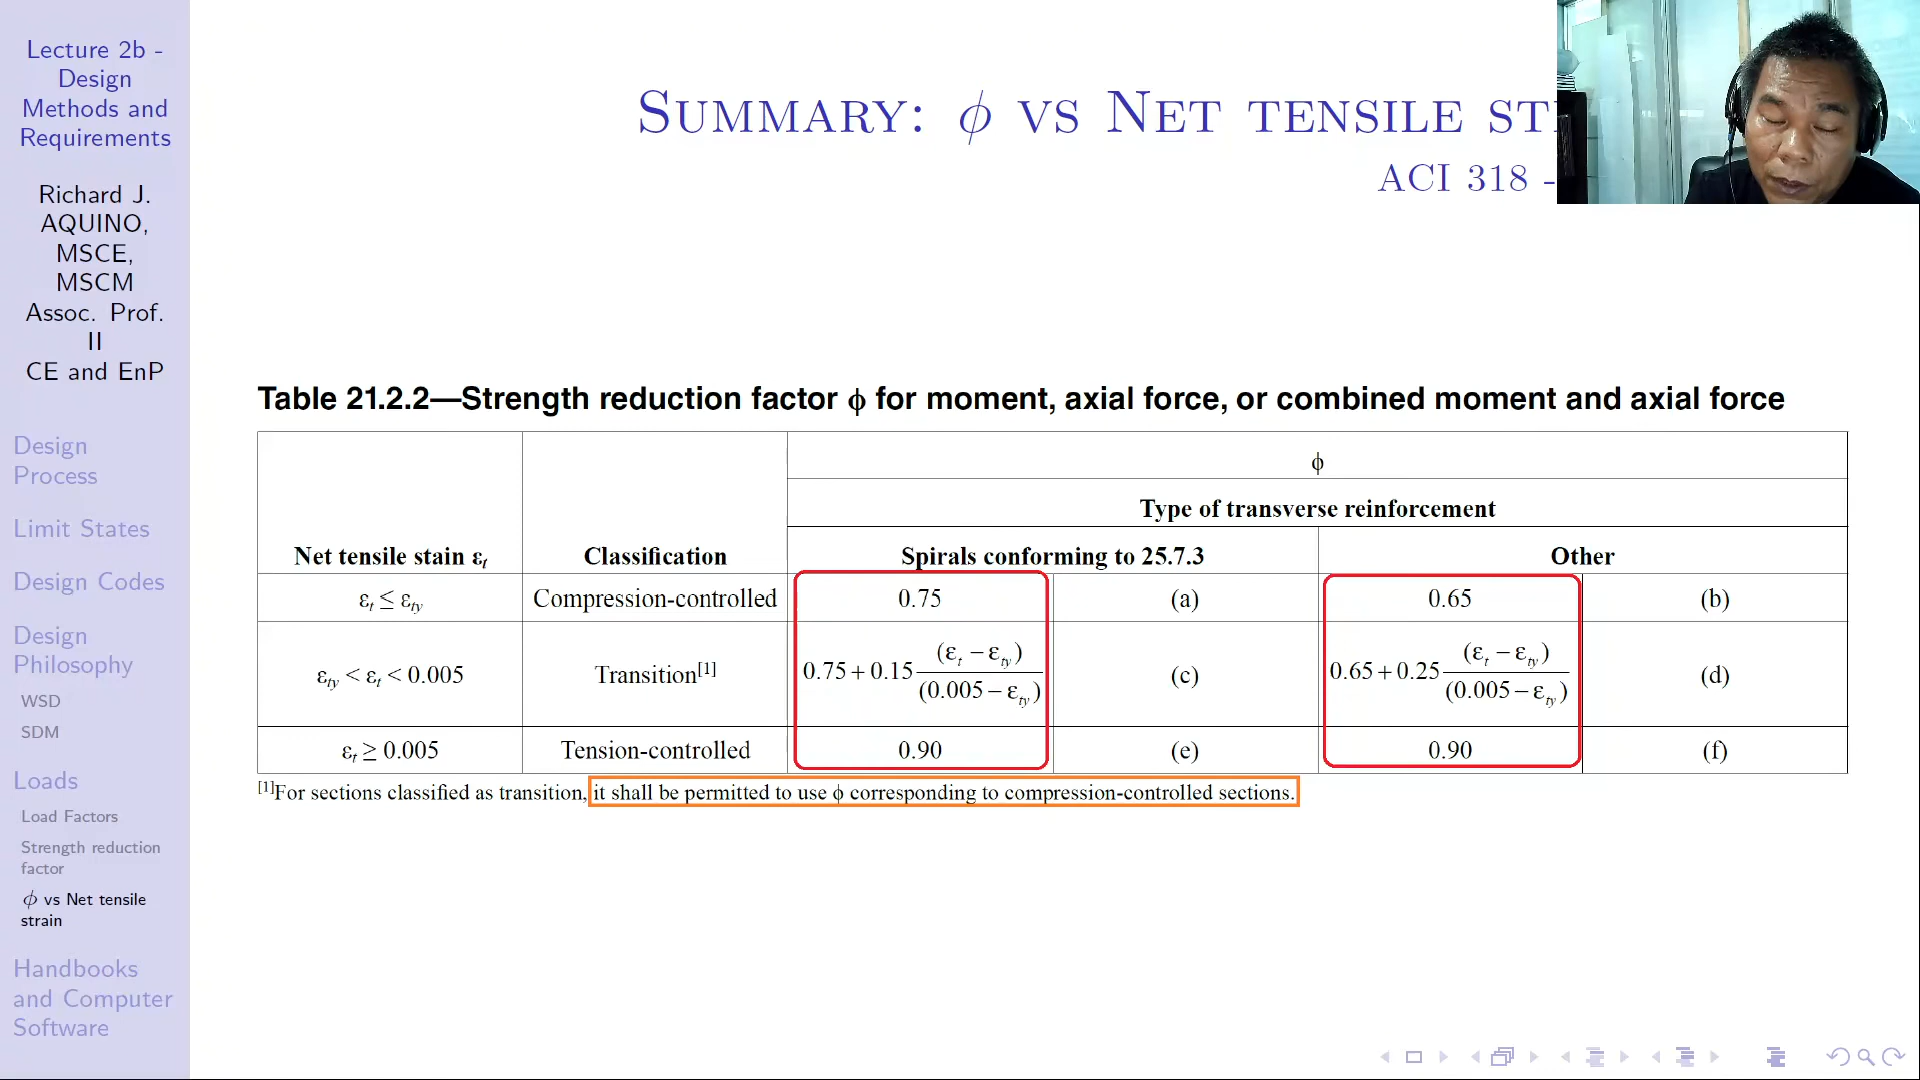 Lecture 2b -
Design
Methods and
Requirements
Richard J.
AQUINO,
MSCE,
MSCM
Assoc. Prof.
II
CE and EnP
Design
Process
Limit States
Design Codes
Design
Philosophy
WSD
SDM
Loads
Load Factors
Strength reduction
factor
ϕ vs Net tensile
strain
Handbooks
and Computer
Software
SUMMARY: ϕ VS NET TENSILE ST
ACI 318 -
Table 21.2.2—Strength reduction factor ϕ for moment, axial force, or combined moment and axial force
ϕ
Type of transverse reinforcement
Net tensile stain εt Classification Spirals conforming to 25.7.3 Other
εt ≤ εty Compression-controlled 0.75 (a) 0.65 (b)
εty < εt < 0.005 Transition[1] 0.75 + 0.15 (εt − εty) / (0.005 − εty) (c) 0.65 + 0.25 (εt − εty) / (0.005 − εty) (d)
εt ≥ 0.005 Tension-controlled 0.90 (e) 0.90 (f)
[1]For sections classified as transition, it shall be permitted to use ϕ corresponding to compression-controlled sections.